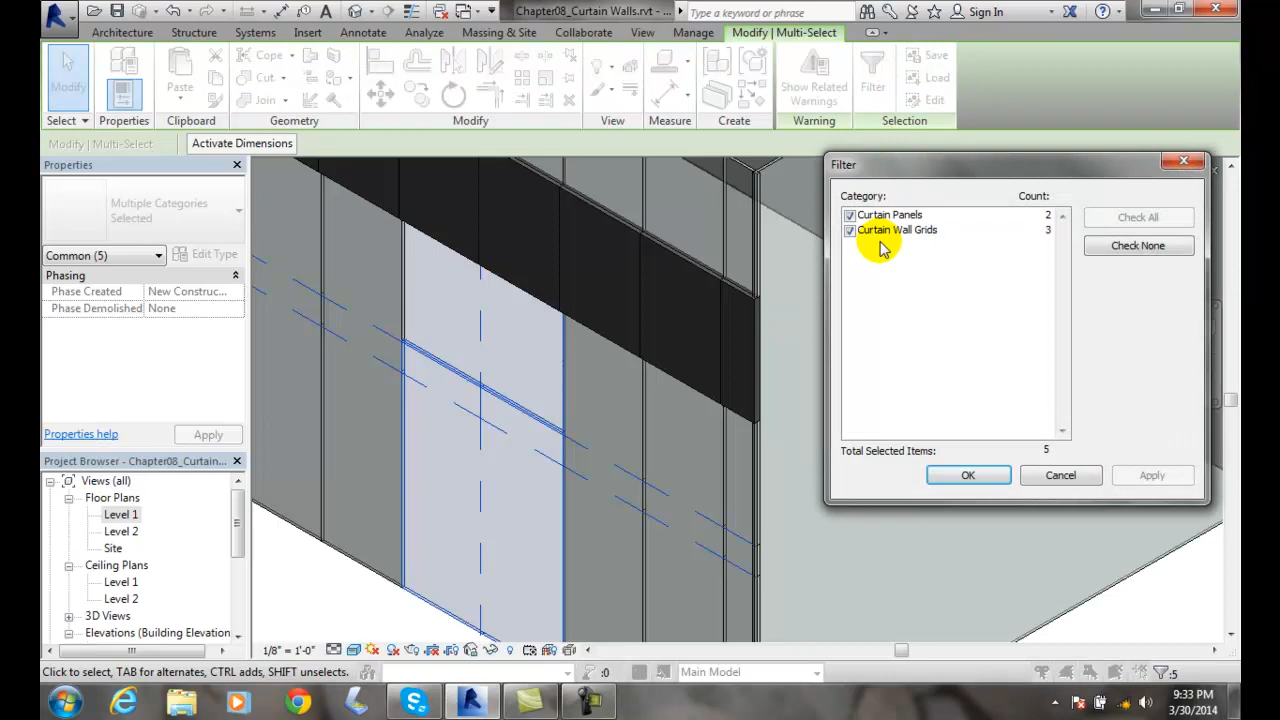 Chapter08_Curtain Walls.rvt - ...
Type a keyword or phrase
Sign In
Architecture Structure Systems Insert Annotate Analyze Massing & Site Collaborate View Manage Modify | Multi-Select
Modify
Select
Properties
Paste
Cope
Cut
Join
Clipboard
Geometry
Modify
View
Measure
Create
Show Related Warnings
Warning
Filter
Save
Load
Edit
Selection
Modify | Multi-Select
Activate Dimensions
Properties
Multiple Categories Selected
Common (5)
Edit Type
Phasing
Phase Created New Construc...
Phase Demolished None
Properties help
Apply
Project Browser - Chapter08_Curtain...
Views (all)
Floor Plans
Level 1
Level 2
Site
Ceiling Plans
Level 1
Level 2
3D Views
Elevations (Building Elevation
Filter
Category: Count:
Curtain Panels 2
Curtain Wall Grids 3
Check All
Check None
Total Selected Items: 5
OK
Cancel
Apply
1/8" = 1'-0"
Click to select, TAB for alternates, CTRL adds, SHIFT unselects.
:0
Main Model
:5
9:33 PM
3/30/2014